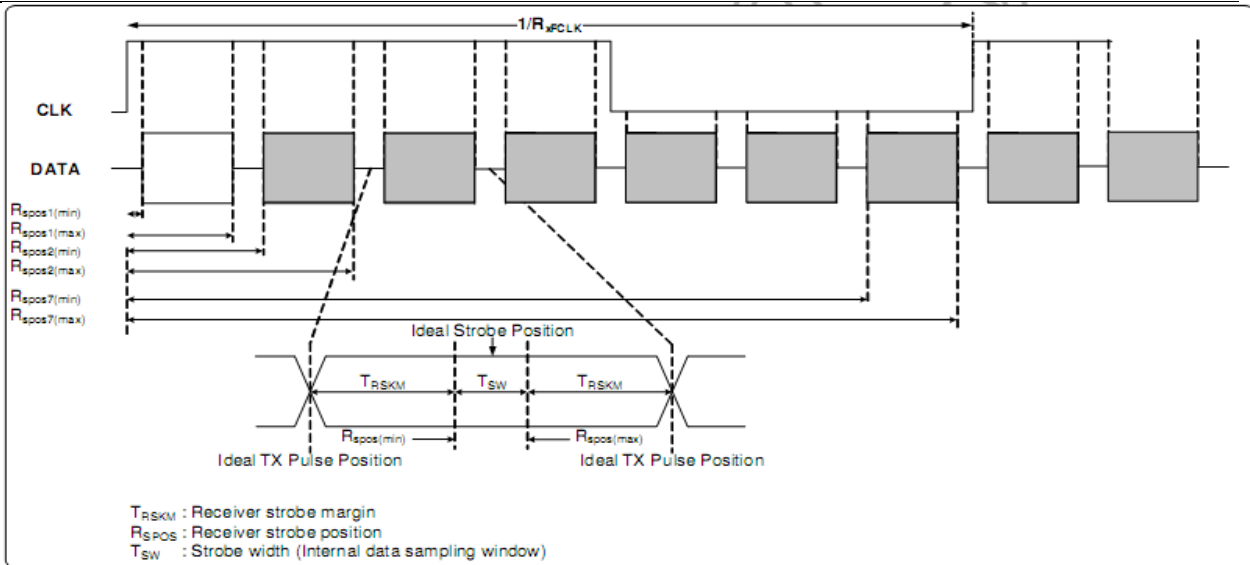 1/RxFCLK
CLK
DATA
Rspos1(min)
Rspos1(max)
Rspos2(min)
Rspos2(max)
Rspos7(min)
Rspos7(max)
Ideal Strobe Position
TRSKM TSW TRSKM
Rspos(min) Rspos(max)
Ideal TX Pulse Position Ideal TX Pulse Position
TRSKM : Receiver strobe margin
RSPOS : Receiver strobe position
TSW : Strobe width (Internal data sampling window)